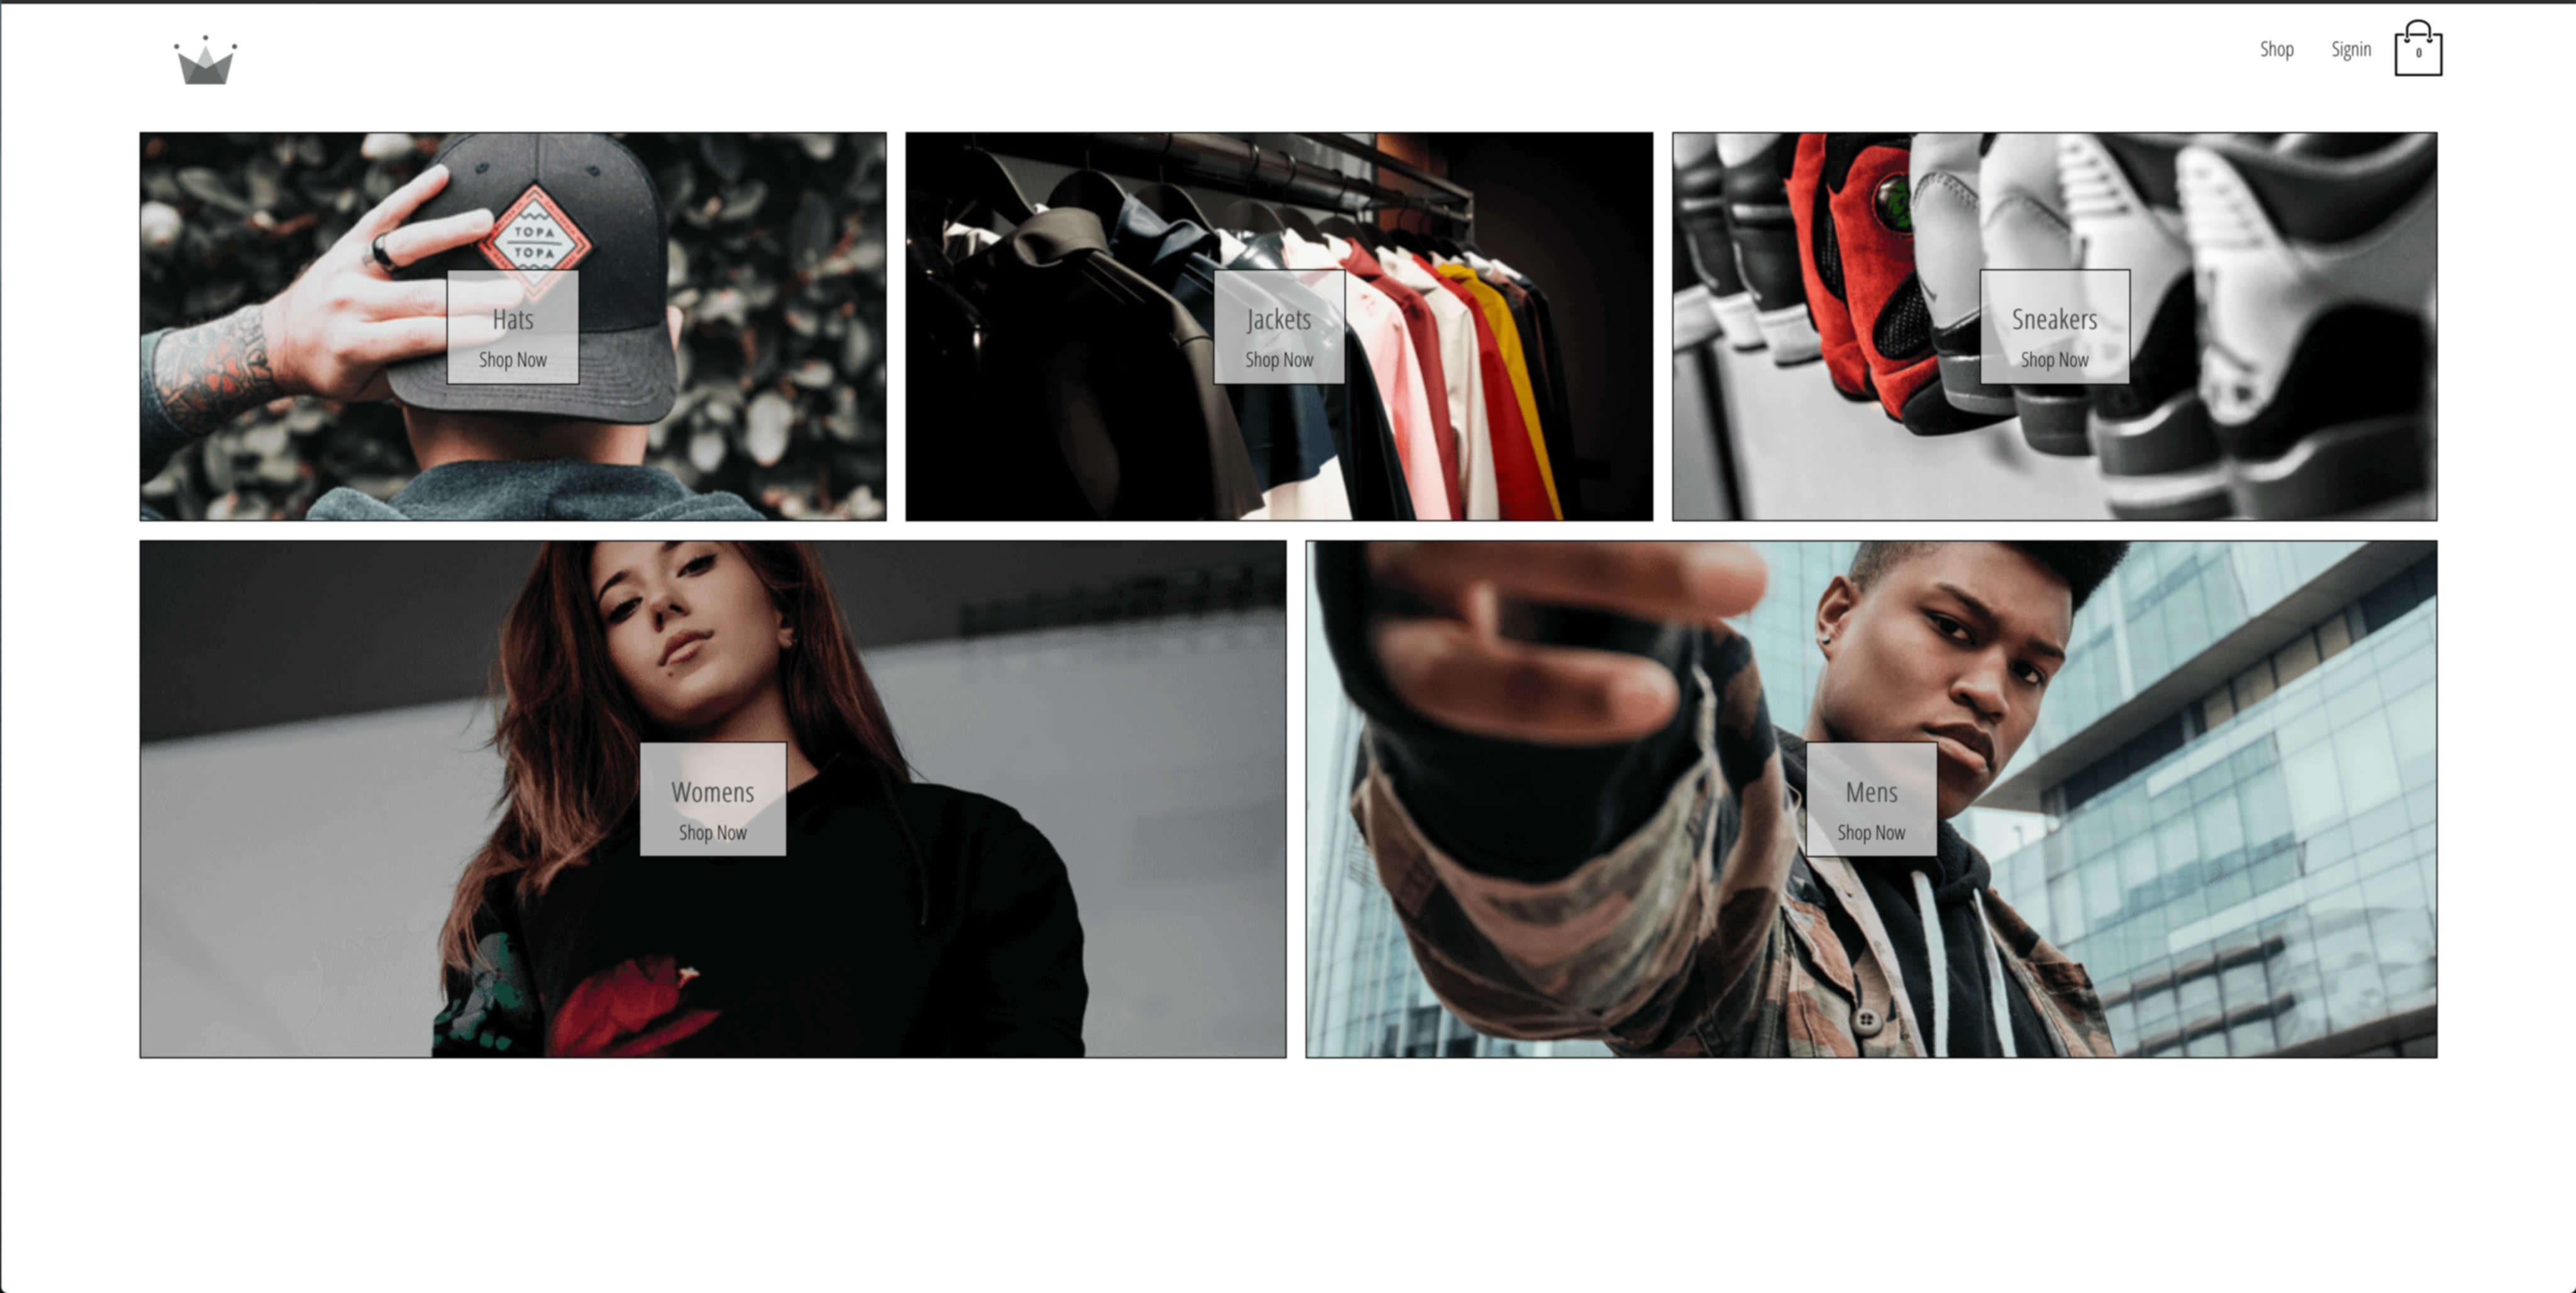 Shop
Signin
0
TOPA
TOPA
Hats
Shop Now
Jackets
Shop Now
Sneakers
Shop Now
Womens
Shop Now
Mens
Shop Now